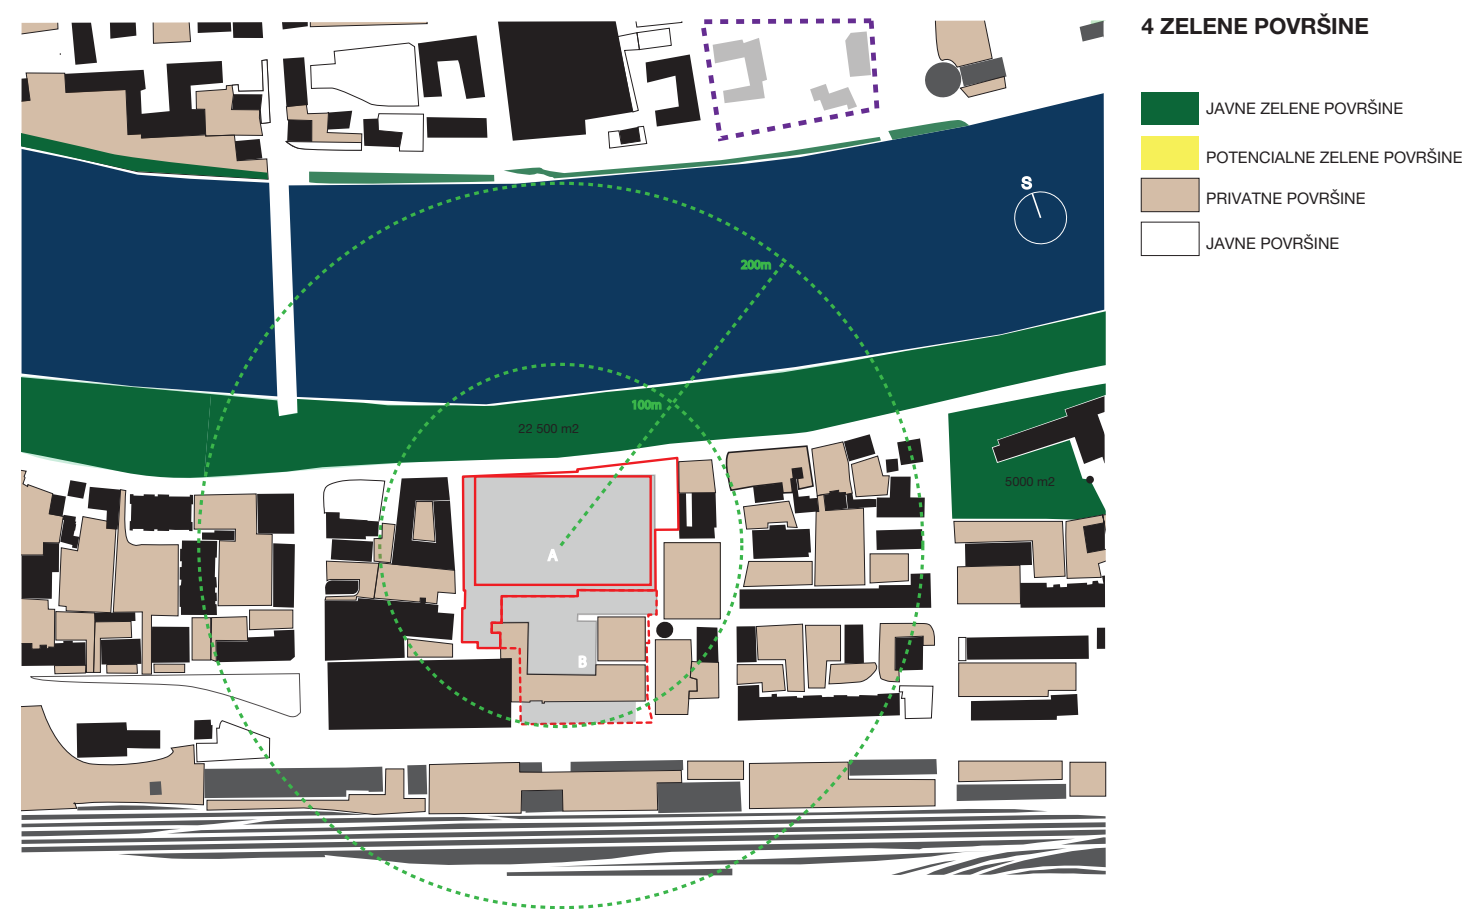 4 ZELENE POVRŠINE
JAVNE ZELENE POVRŠINE
POTENCIALNE ZELENE POVRŠINE
PRIVATNE POVRŠINE
JAVNE POVRŠINE
S
200m
100m
22 500 m2
5000 m2
A
B